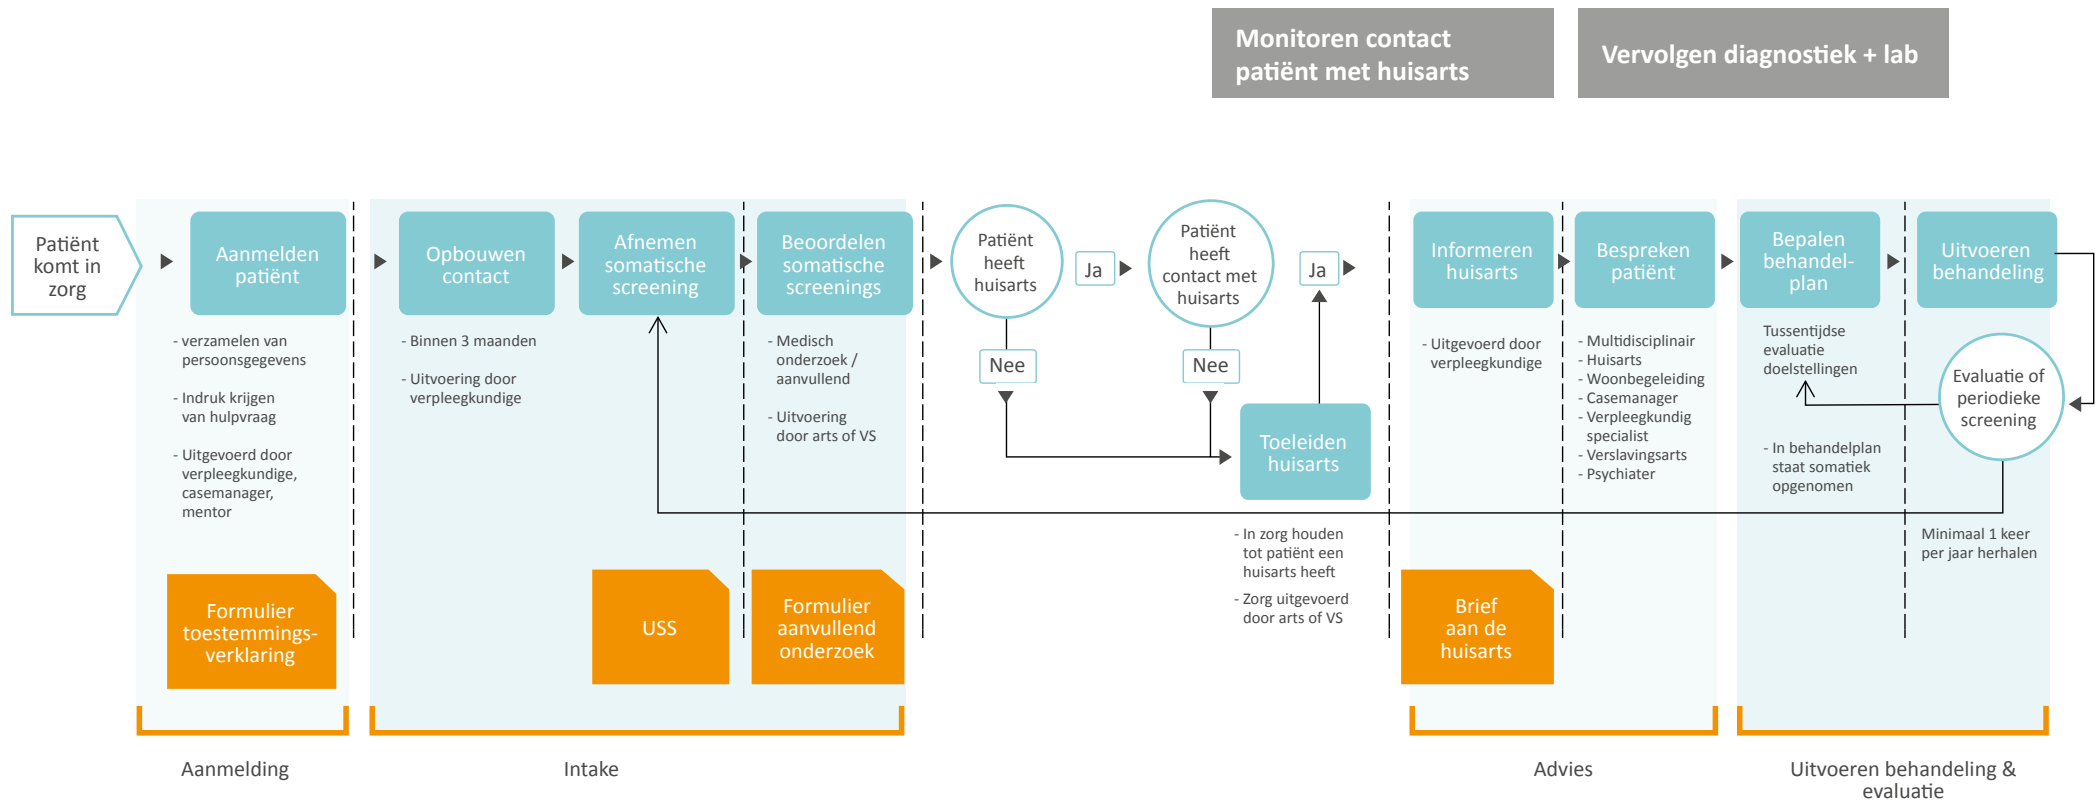 Monitoren contact
patiënt met huisarts
Vervolgen diagnostiek + lab
Patiënt
komt in
zorg
Aanmelden
patiënt
- verzamelen van
persoonsgegevens
- Indruk krijgen
van hulpvraag
- Uitgevoerd door
verpleegkundige,
casemanager,
mentor
Formulier
toestemmings-
verklaring
Aanmelding
Opbouwen
contact
- Binnen 3 maanden
- Uitvoering door
verpleegkundige
Afnemen
somatische
screening
USS
Beoordelen
somatische
screenings
- Medisch
onderzoek /
aanvullend
- Uitvoering
door arts of VS
Formulier
aanvullend
onderzoek
Intake
Patiënt
heeft
huisarts
Ja
Nee
Patiënt
heeft
contact met
huisarts
Ja
Nee
Toeleiden
huisarts
- In zorg houden
tot patiënt een
huisarts heeft
- Zorg uitgevoerd
door arts of VS
Informeren
huisarts
- Uitgevoerd door
verpleegkundige
Brief
aan de
huisarts
Bespreken
patiënt
- Multidisciplinair
- Huisarts
- Woonbegeleiding
- Casemanager
- Verpleegkundig
specialist
- Verslavingsarts
- Psychiater
Advies
Bepalen
behandel-
plan
Tussentijdse
evaluatie
doelstellingen
- In behandelplan
staat somatiek
opgenomen
Uitvoeren
behandeling
Evaluatie of
periodieke
screening
Minimaal 1 keer
per jaar herhalen
Uitvoeren behandeling &
evaluatie